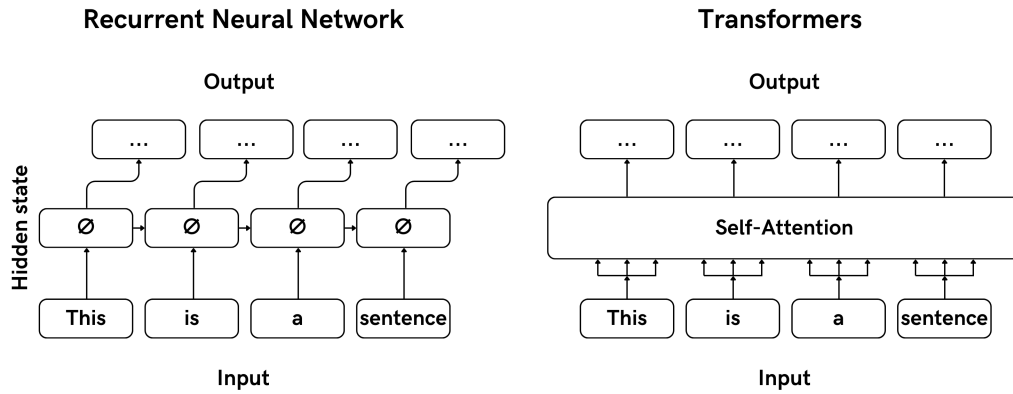 Recurrent Neural Network
Output
... ... ... ...
Hidden state
Ø Ø Ø Ø
This is a sentence
Input
Transformers
Output
... ... ... ...
Self-Attention
This is a sentence
Input